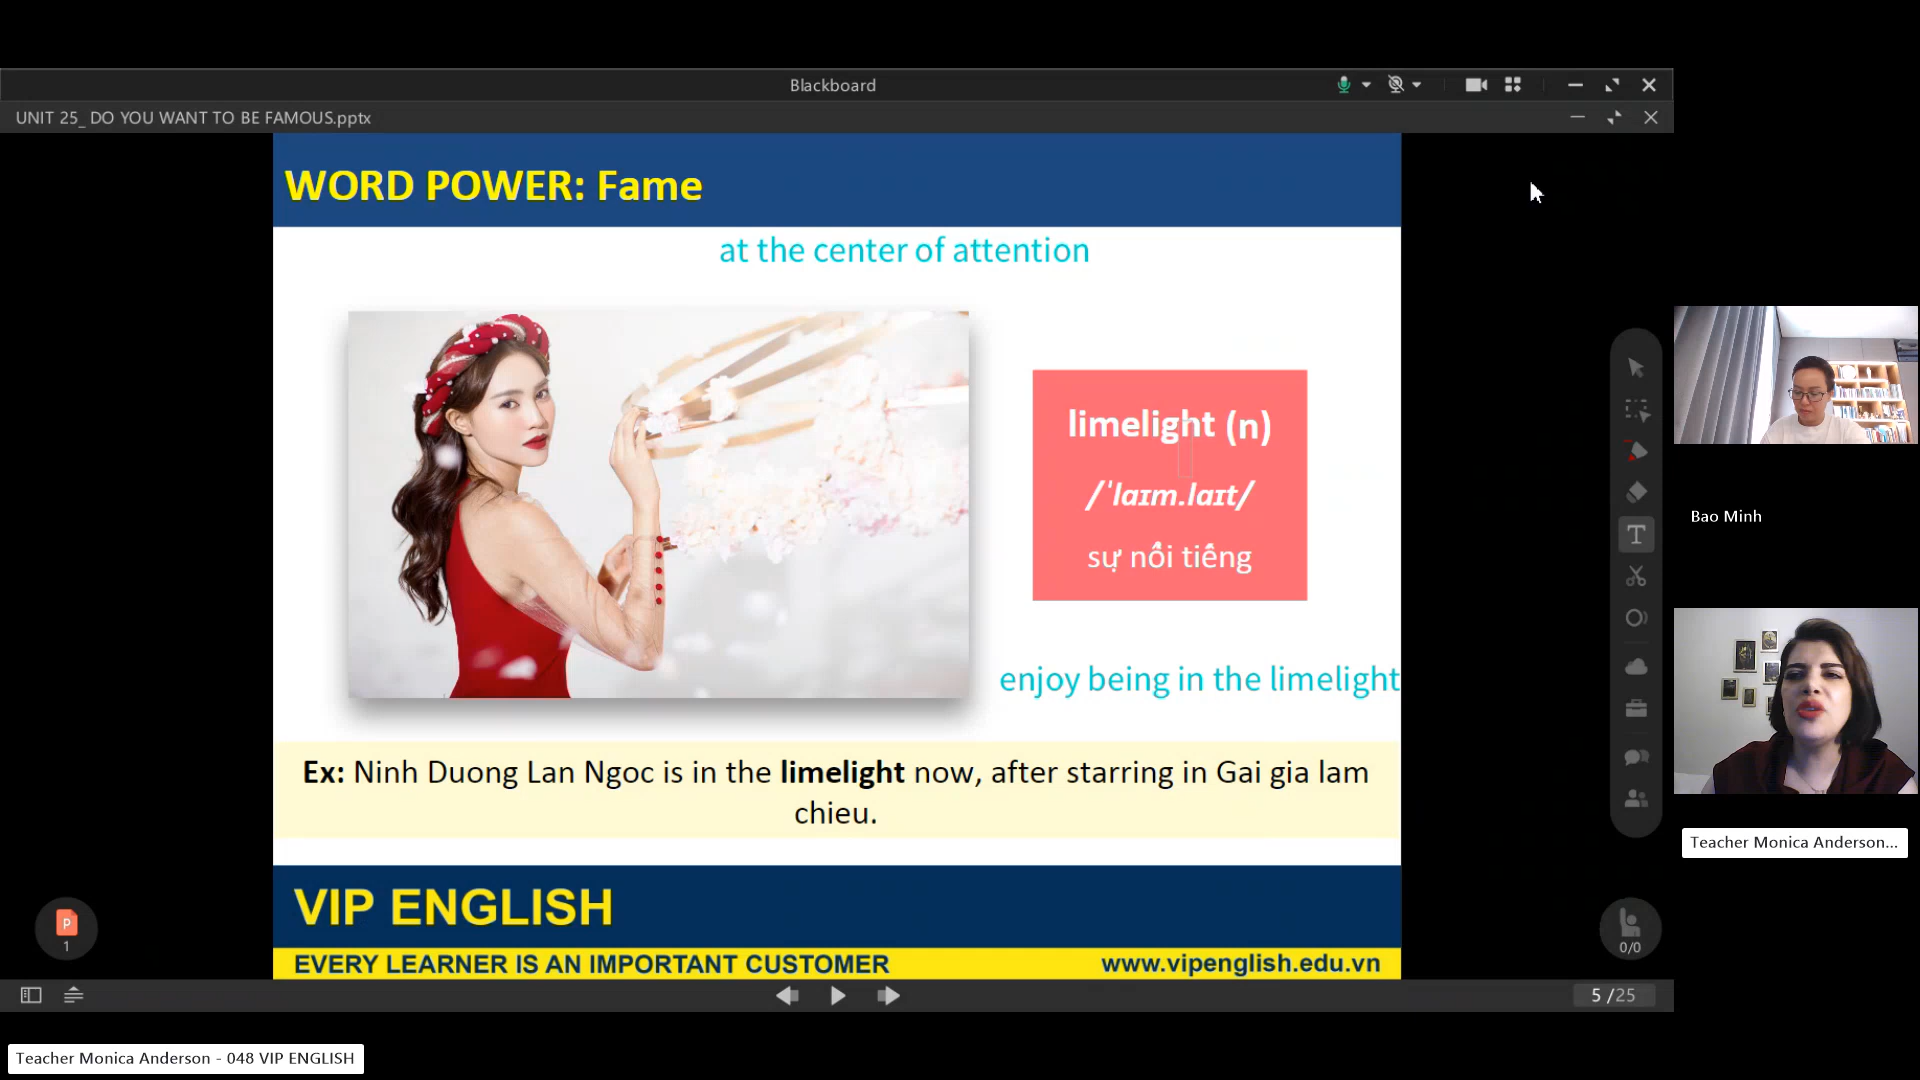 Blackboard
UNIT 25_ DO YOU WANT TO BE FAMOUS.pptx
WORD POWER: Fame
at the center of attention
limelight (n)
/ˈlaɪm.laɪt/
sự nổi tiếng
enjoy being in the limelight
Ex: Ninh Duong Lan Ngoc is in the limelight now, after starring in Gai gia lam
chieu.
VIP ENGLISH
EVERY LEARNER IS AN IMPORTANT CUSTOMER
www.vipenglish.edu.vn
Bao Minh
Teacher Monica Anderson...
T
P
1
0/0
5 /25
Teacher Monica Anderson - 048 VIP ENGLISH